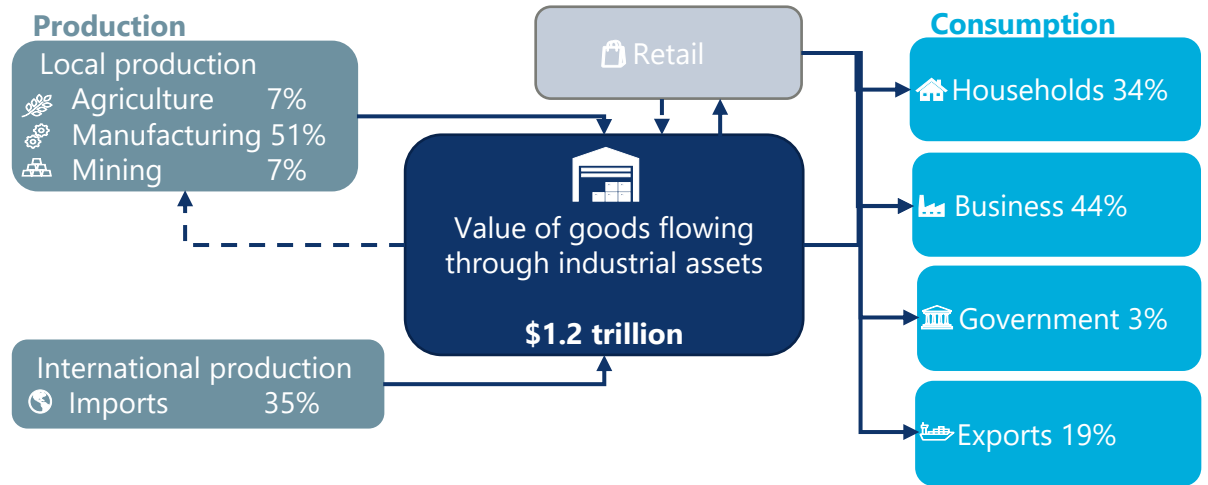 Production
Local production
Agriculture 7%
Manufacturing 51%
Mining 7%
International production
Imports 35%
Retail
Value of goods flowing
through industrial assets
$1.2 trillion
Consumption
Households 34%
Business 44%
Government 3%
Exports 19%